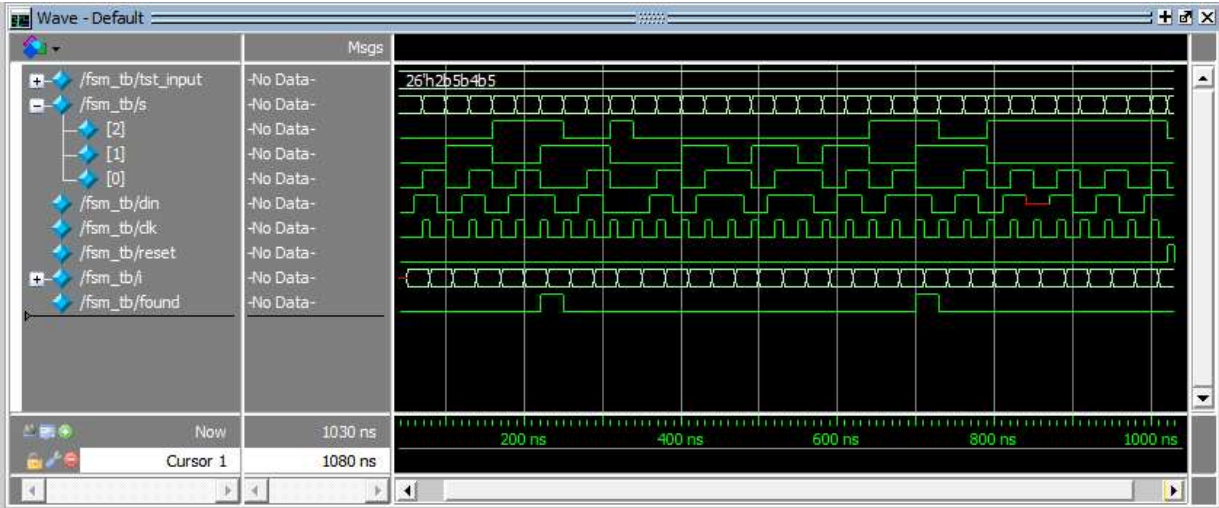 Wave - Default
Msgs
/fsm_tb/tst_input -No Data- 26'h2b5b4b5
/fsm_tb/s -No Data-
[2] -No Data-
[1] -No Data-
[0] -No Data-
/fsm_tb/din -No Data-
/fsm_tb/clk -No Data-
/fsm_tb/reset -No Data-
/fsm_tb/i -No Data-
/fsm_tb/found -No Data-
Now 1030 ns 200 ns 400 ns 600 ns 800 ns 1000 ns
Cursor 1 1080 ns